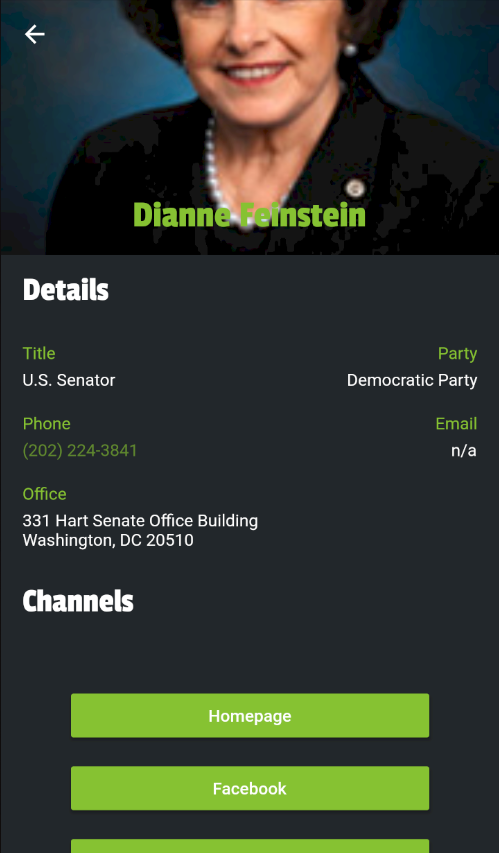 Dianne Feinstein
Details
Title
Party
U.S. Senator
Democratic Party
Phone
Email
(202) 224-3841
n/a
Office
331 Hart Senate Office Building
Washington, DC 20510
Channels
Homepage
Facebook